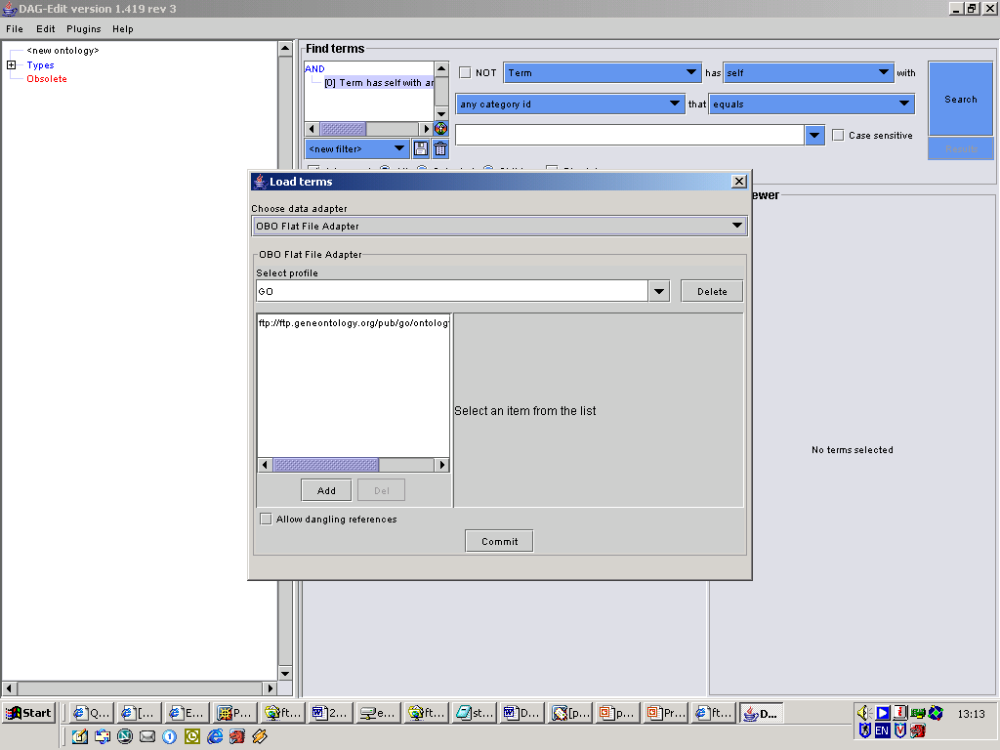 DAG-Edit version 1.419 rev 3
File Edit Plugins Help
<new ontology>
Types
Obsolete
Find terms
AND
[0] Term has self with ar
NOT Term has self with
any category id that equals
Search
Case sensitive
<new filter>
ewer
Load terms
Choose data adapter
OBO Flat File Adapter
OBO Flat File Adapter
Select profile
GO
Delete
ftp://ftp.geneontology.org/pub/go/ontolog
Select an item from the list
No terms selected
Add Del
Allow dangling references
Commit
Start Q... [... E... P... ft... 2... e... ft... st... D... [p... p... Pr... ft... D...
EN
13:13